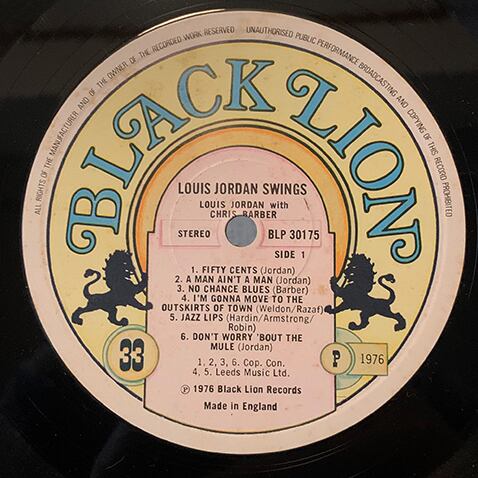 ALL RIGHTS OF THE MANUFACTURER AND OF THE OWNER OF THE RECORDED WORK RESERVED
UNAUTHORISED PUBLIC PERFORMANCE BROADCASTING AND COPYING OF THIS RECORD PROHIBITED
BLACK LION
LOUIS JORDAN SWINGS
LOUIS JORDAN with
CHRIS BARBER
STEREO
BLP 30175
SIDE 1
1. FIFTY CENTS (Jordan)
2. A MAN AIN'T A MAN (Jordan)
3. NO CHANCE BLUES (Barber)
4. I'M GONNA MOVE TO THE
OUTSKIRTS OF TOWN (Weldon/Razaf)
5. JAZZ LIPS (Hardin/Armstrong/
Robin)
6. DON'T WORRY 'BOUT THE
MULE (Jordan)
33
P 1976
1, 2, 3, 6. Cop. Con.
4, 5. Leeds Music Ltd.
℗ 1976 Black Lion Records
Made in England